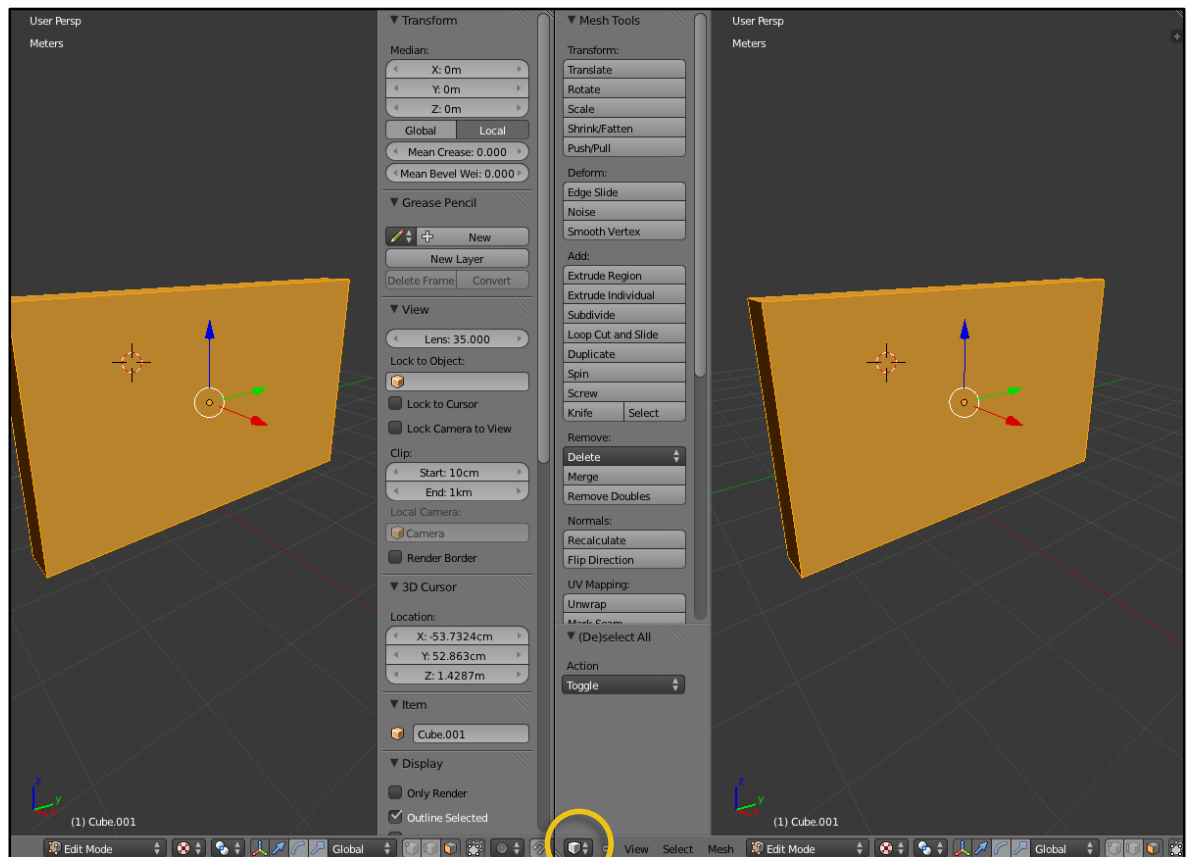 User Persp
Meters
(1) Cube.001
Edit Mode
Global
Transform
Median:
X: 0m
Y: 0m
Z: 0m
Global Local
Mean Crease: 0.000
Mean Bevel Wei: 0.000
Grease Pencil
New
New Layer
Delete Frame Convert
View
Lens: 35.000
Lock to Object:
Lock to Cursor
Lock Camera to View
Clip:
Start: 10cm
End: 1km
Local Camera:
Camera
Render Border
3D Cursor
Location:
X: -53.7324cm
Y: 52.863cm
Z: 1.4287m
Item
Cube.001
Display
Only Render
Outline Selected
Mesh Tools
Transform:
Translate
Rotate
Scale
Shrink/Fatten
Push/Pull
Deform:
Edge Slide
Noise
Smooth Vertex
Add:
Extrude Region
Extrude Individual
Subdivide
Loop Cut and Slide
Duplicate
Spin
Screw
Knife Select
Remove:
Delete
Merge
Remove Doubles
Normals:
Recalculate
Flip Direction
UV Mapping:
Unwrap
Mark Seam
(De)select All
Action
Toggle
User Persp
Meters
z
y
x
(1) Cube.001
View Select Mesh Edit Mode Global